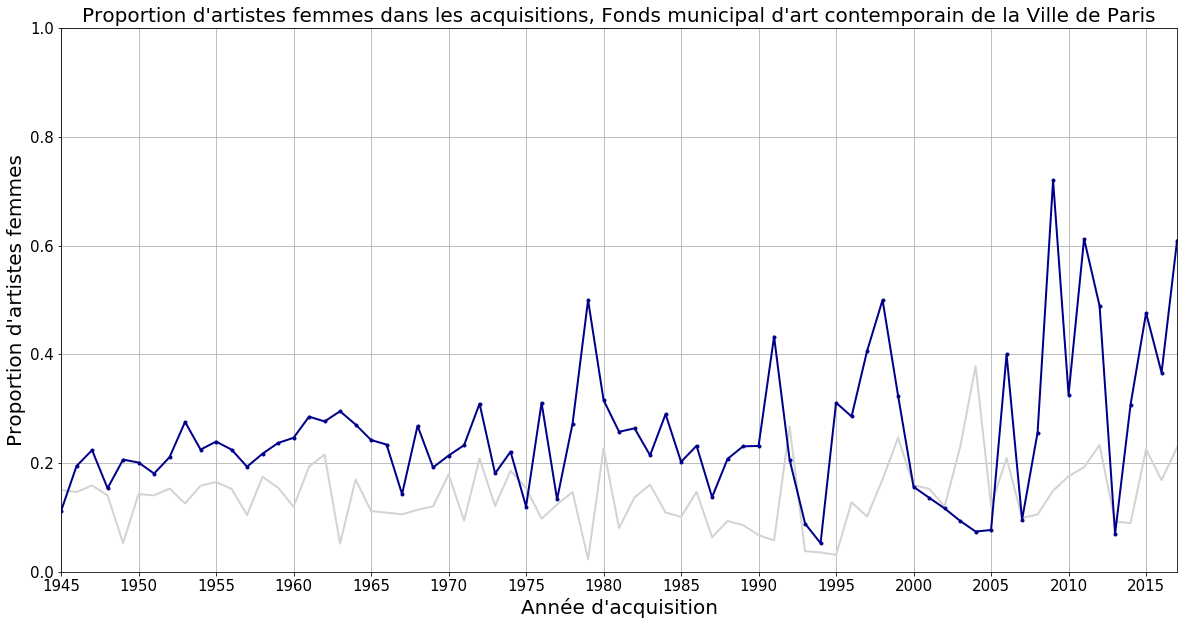 Proportion d'artistes femmes dans les acquisitions, Fonds municipal d'art contemporain de la Ville de Paris
Proportion d'artistes femmes
1.0
0.8
0.6
0.4
0.2
0.0
1945 1950 1955 1960 1965 1970 1975 1980 1985 1990 1995 2000 2005 2010 2015
Année d'acquisition